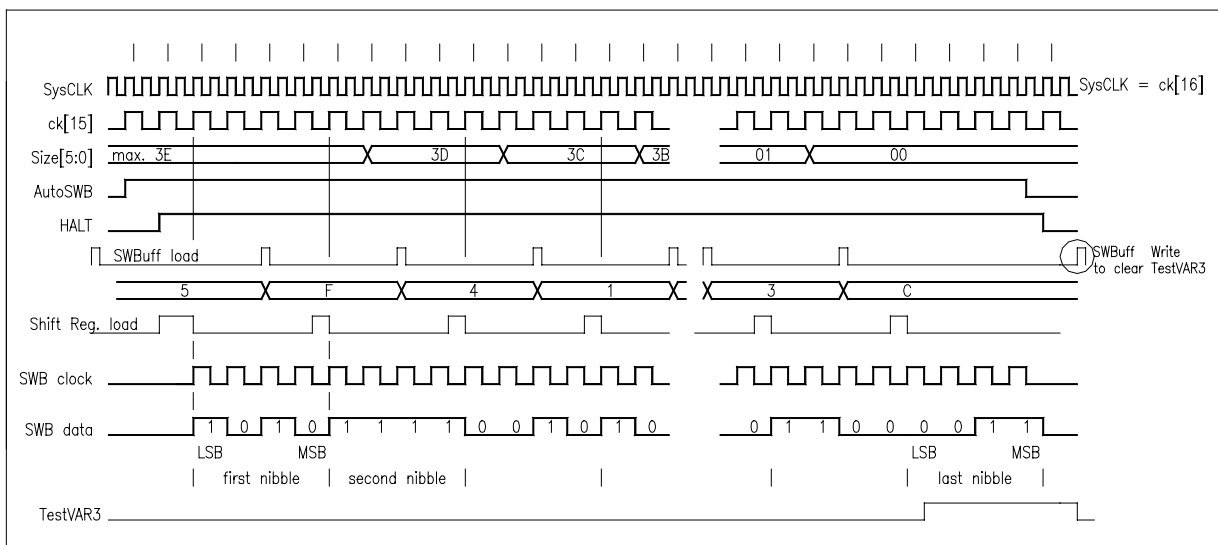 SysCLK SysCLK = ck[16]
ck[15]
Size[5:0] max. 3E 3D 3C 3B 01 00
AutoSWB
HALT
SWBuff load SWBuff Write
to clear TestVAR3
5 F 4 1 3 C
Shift Reg. load
SWB clock
SWB data 1 0 1 0 1 1 1 1 0 0 1 0 1 0 0 1 1 0 0 0 0 1 1
LSB MSB LSB MSB
first nibble second nibble last nibble
TestVAR3